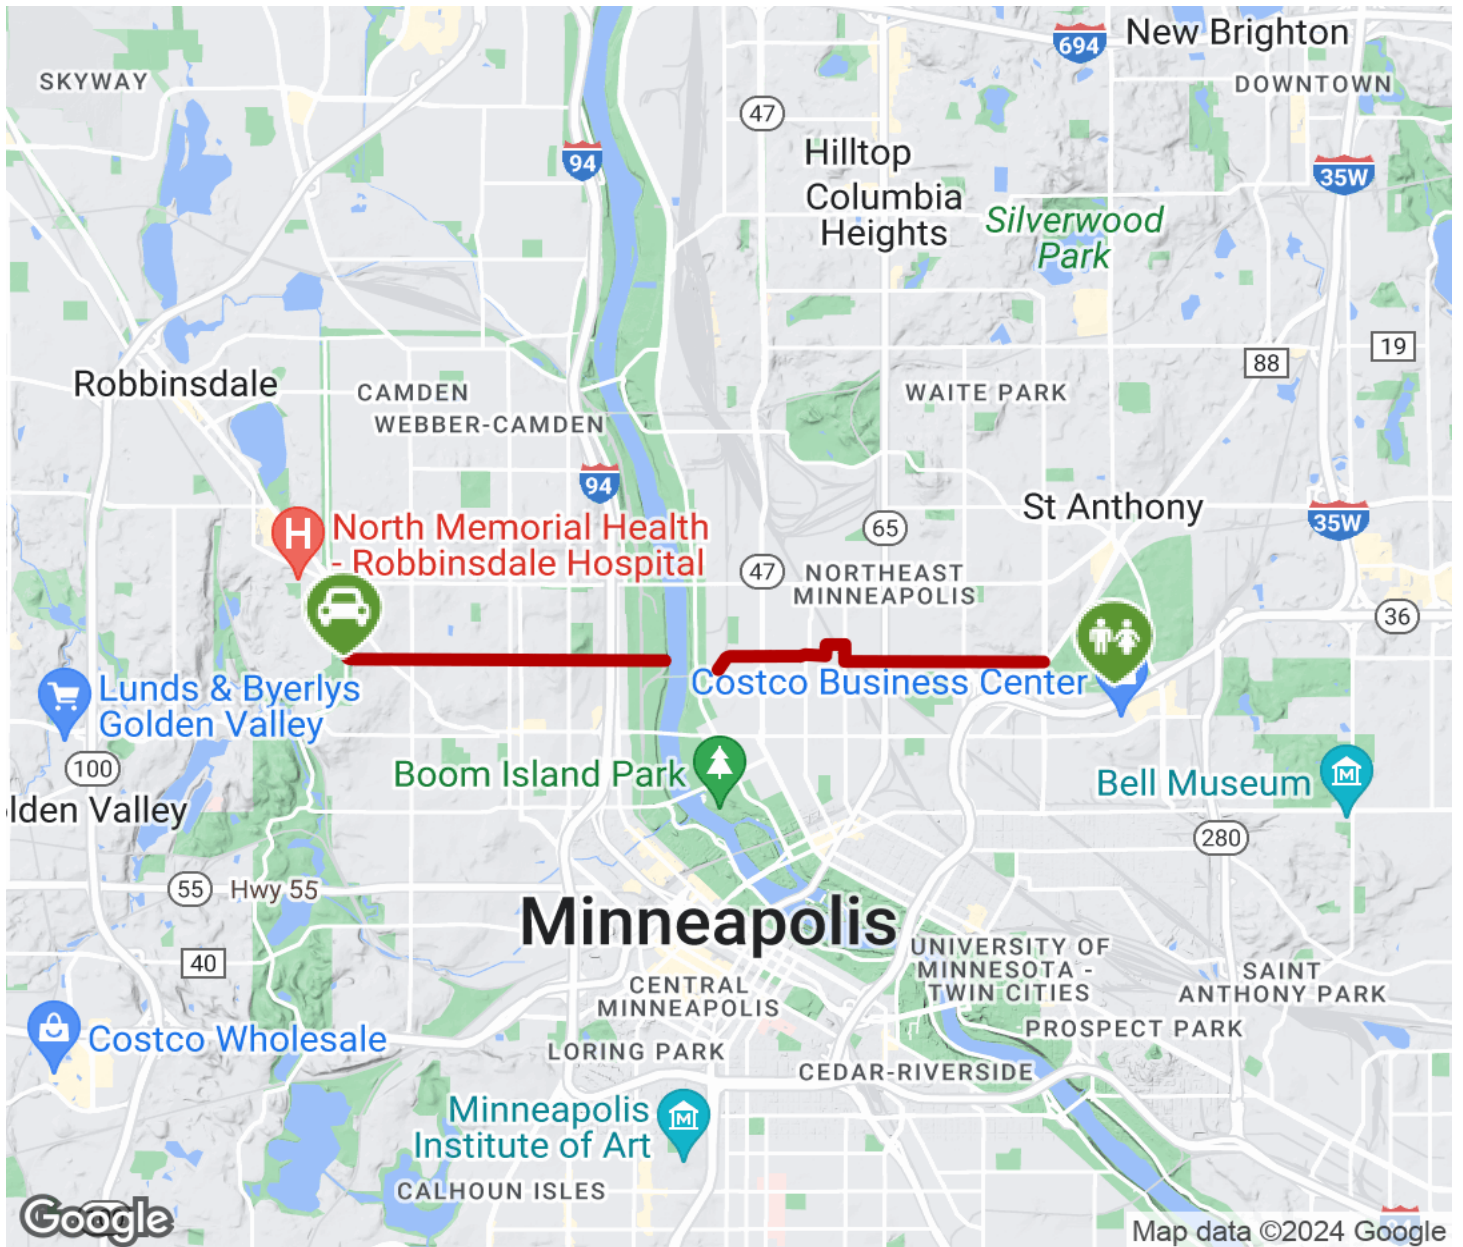 694
New Brighton
SKYWAY
DOWNTOWN
47
94
Hilltop
35W
Columbia
Heights
Silverwood
Park
88
19
Robbinsdale
CAMDEN
WAITE PARK
WEBBER-CAMDEN
94
St Anthony
H
North Memorial Health
- Robbinsdale Hospital
65
35W
47
NORTHEAST
MINNEAPOLIS
36
Lunds & Byerlys
Golden Valley
Costco Business Center
100
Boom Island Park
Bell Museum
lden Valley
280
55
Hwy 55
Minneapolis
40
UNIVERSITY OF
MINNESOTA -
TWIN CITIES
CENTRAL
MINNEAPOLIS
SAINT
ANTHONY PARK
Costco Wholesale
PROSPECT PARK
LORING PARK
CEDAR-RIVERSIDE
Minneapolis
Institute of Art
M
M
CALHOUN ISLES
Google
Map data ©2024 Google